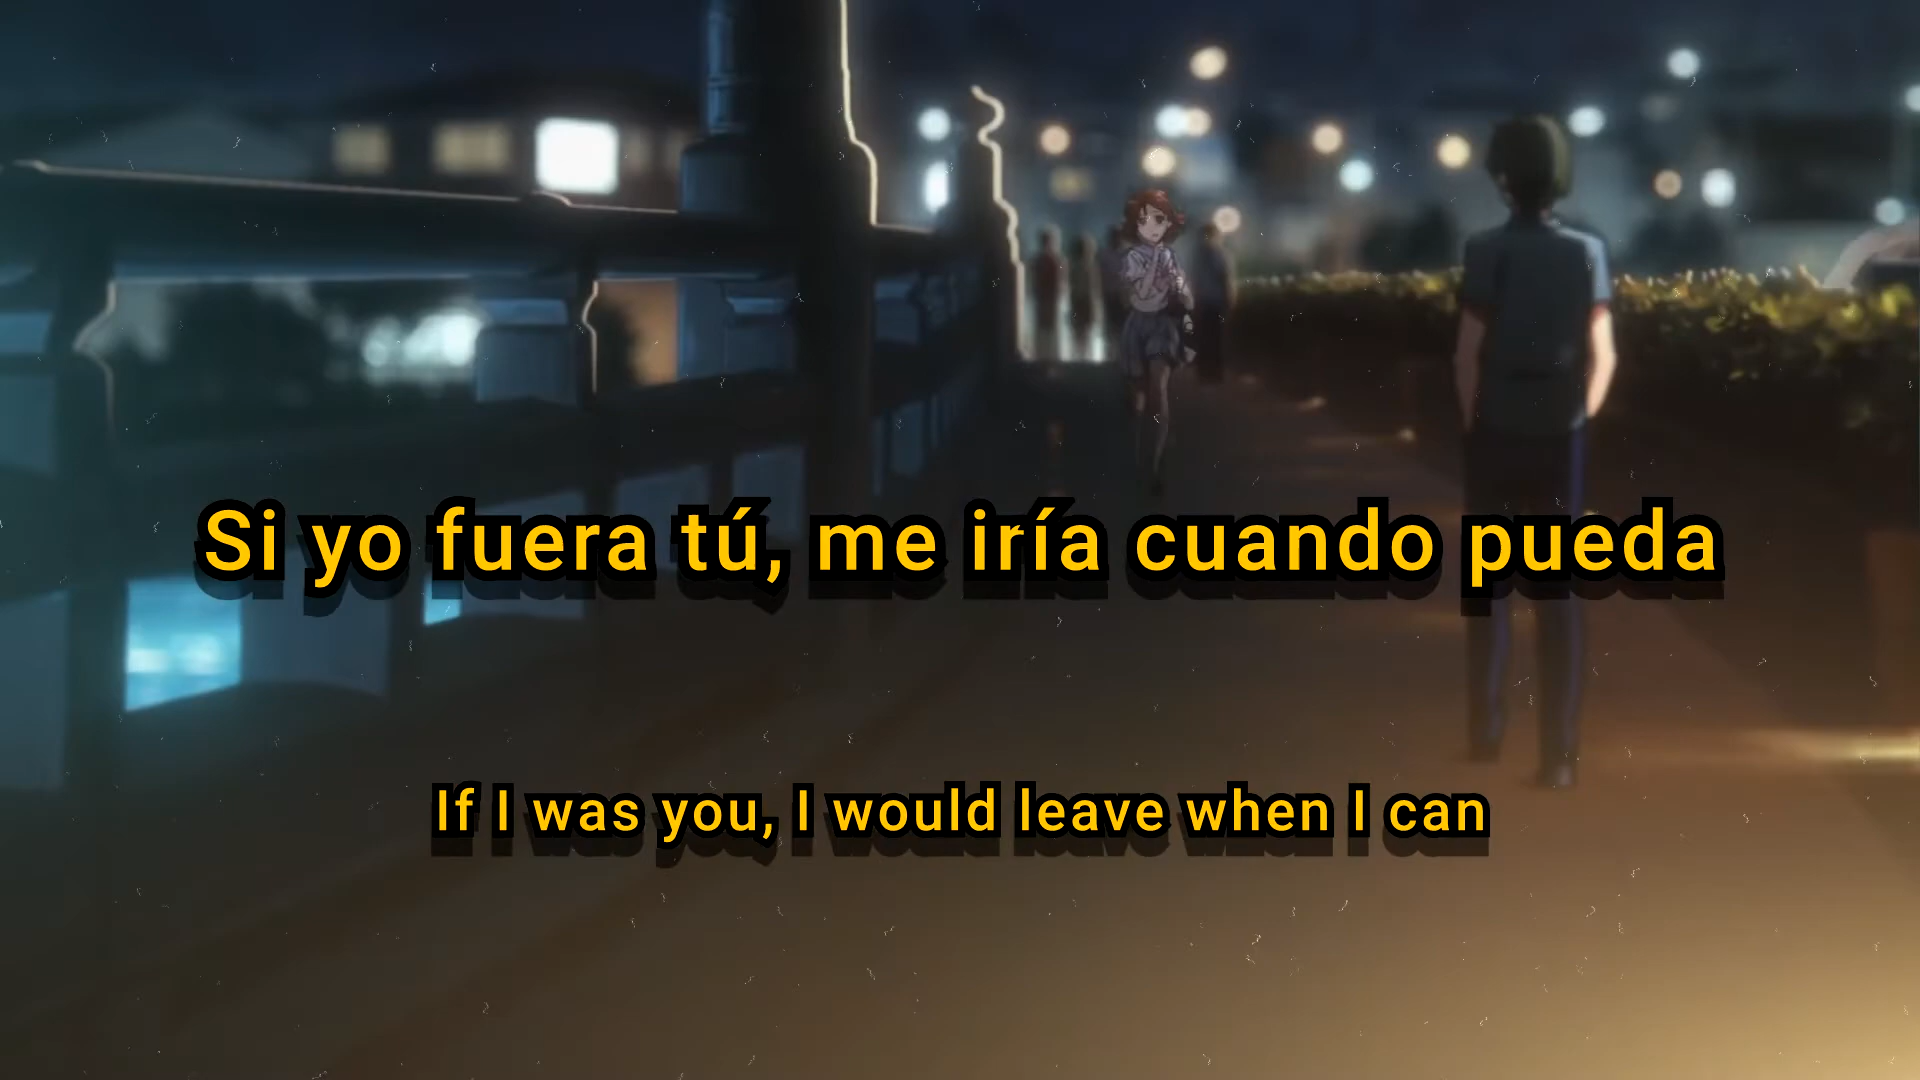 Si yo fuera tú, me iría cuando pueda
If I was you, I would leave when I can